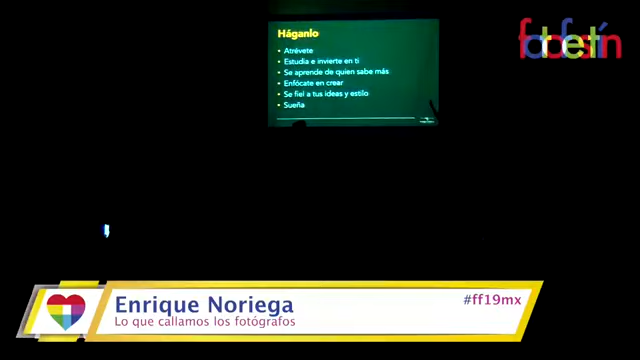 Háganlo
fotofestín
• Atrévete
• Estudia e invierte en ti
• Se aprende de quien sabe más
• Enfócate en crear
• Se fiel a tus ideas y estilo
• Sueña
Enrique Noriega
#ff19mx
Lo que callamos los fotógrafos